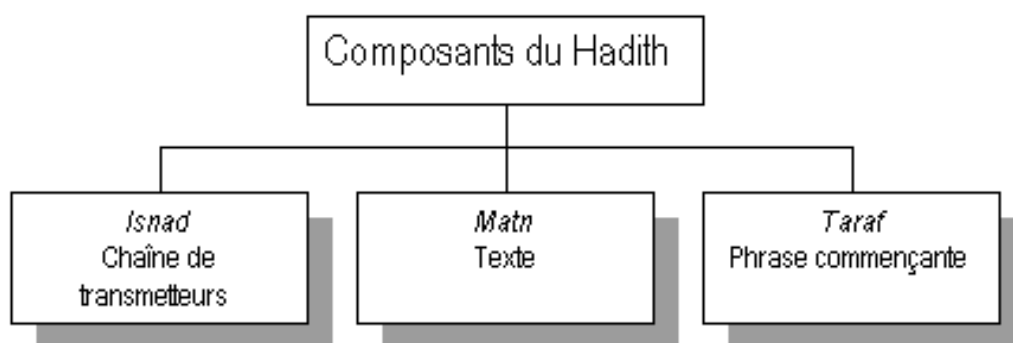 Composants du Hadith
Isnad
Chaîne de
transmetteurs
Matn
Texte
Taraf
Phrase commençante